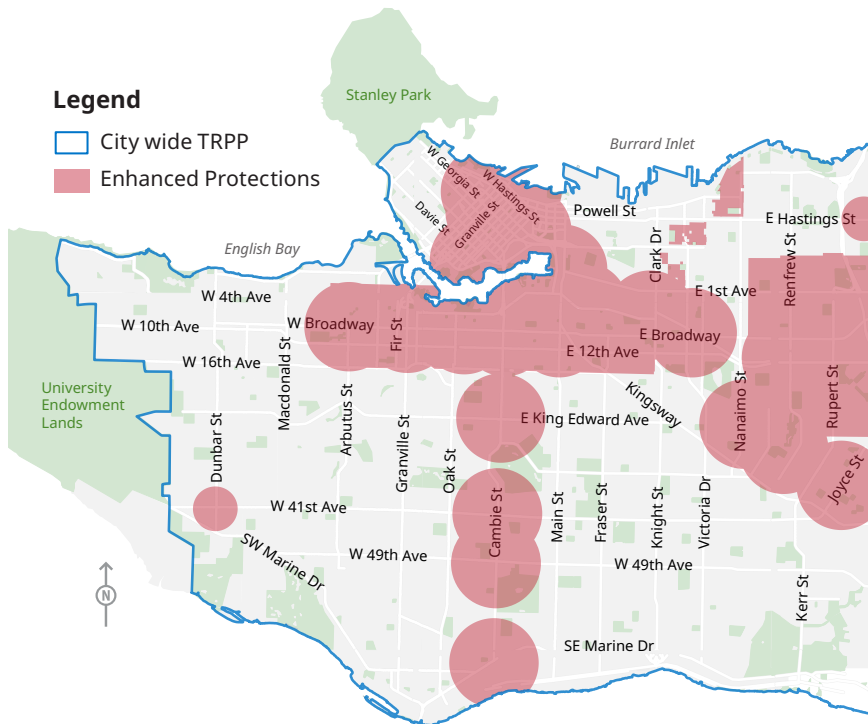 Stanley Park
Legend
City wide TRPP
Enhanced Protections
Burrard Inlet
W Georgia St
W Hastings St
Davie St
Granville St
Powell St
E Hastings St
English Bay
Clark Dr
Renfrew St
W 4th Ave
E 1st Ave
W 10th Ave
W Broadway
Fir St
E Broadway
W 16th Ave
E 12th Ave
Macdonald St
University
Endowment
Lands
Arbutus St
Kingsway
Nanaimo St
Rupert St
Dunbar St
Granville St
Oak St
E King Edward Ave
Joyce St
W 41st Ave
Cambie St
Main St
Fraser St
Knight St
Victoria Dr
SW Marine Dr
W 49th Ave
W 49th Ave
Kerr St
N
SE Marine Dr